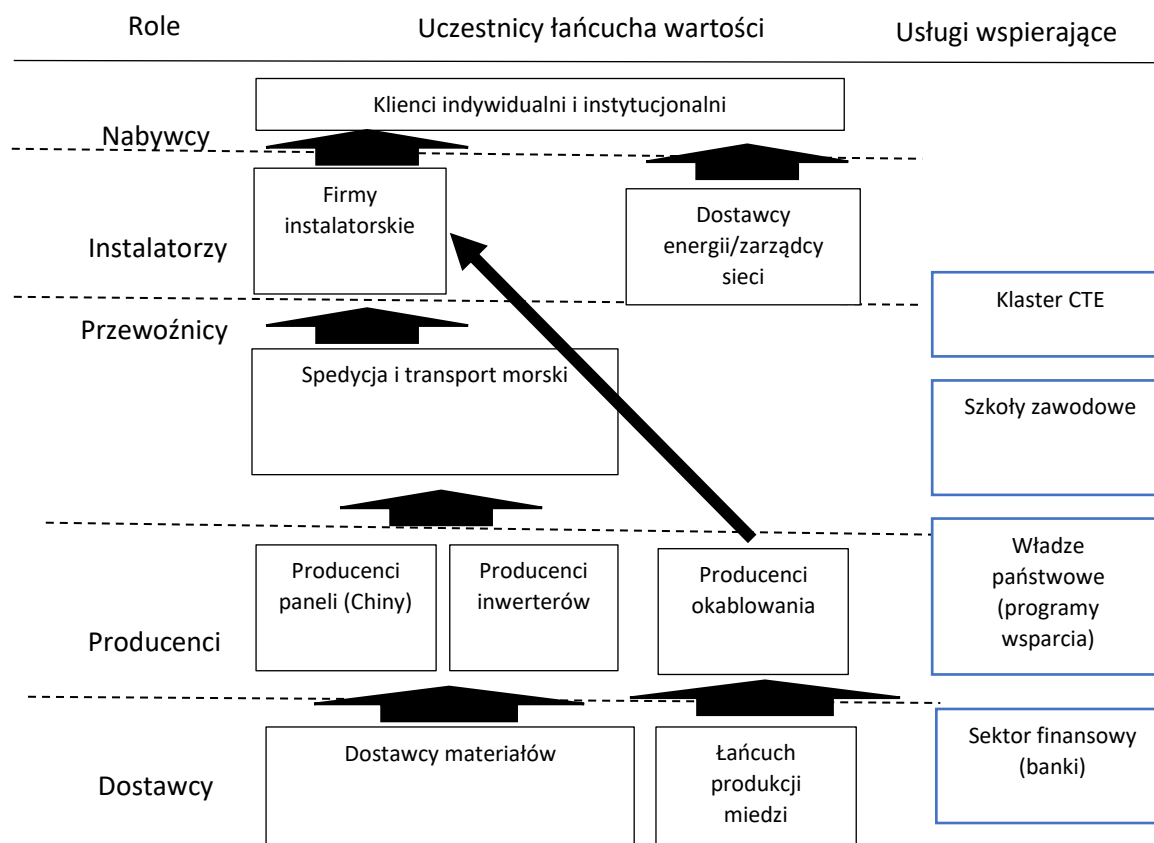 Role
Uczestnicy łańcucha wartości
Usługi wspierające
Klienci indywidualni i instytucjonalni
Nabywcy
Firmy
instalatorskie
Dostawcy
energii/zarządcy
sieci
Instalatorzy
Klaster CTE
Przewoźnicy
Spedycja i transport morski
Szkoły zawodowe
Producenci
paneli (Chiny)
Producenci
inwerterów
Producenci
okablowania
Władze
państwowe
(programy
wsparcia)
Producenci
Dostawcy materiałów
Łańcuch
produkcji
miedzi
Sektor finansowy
(banki)
Dostawcy